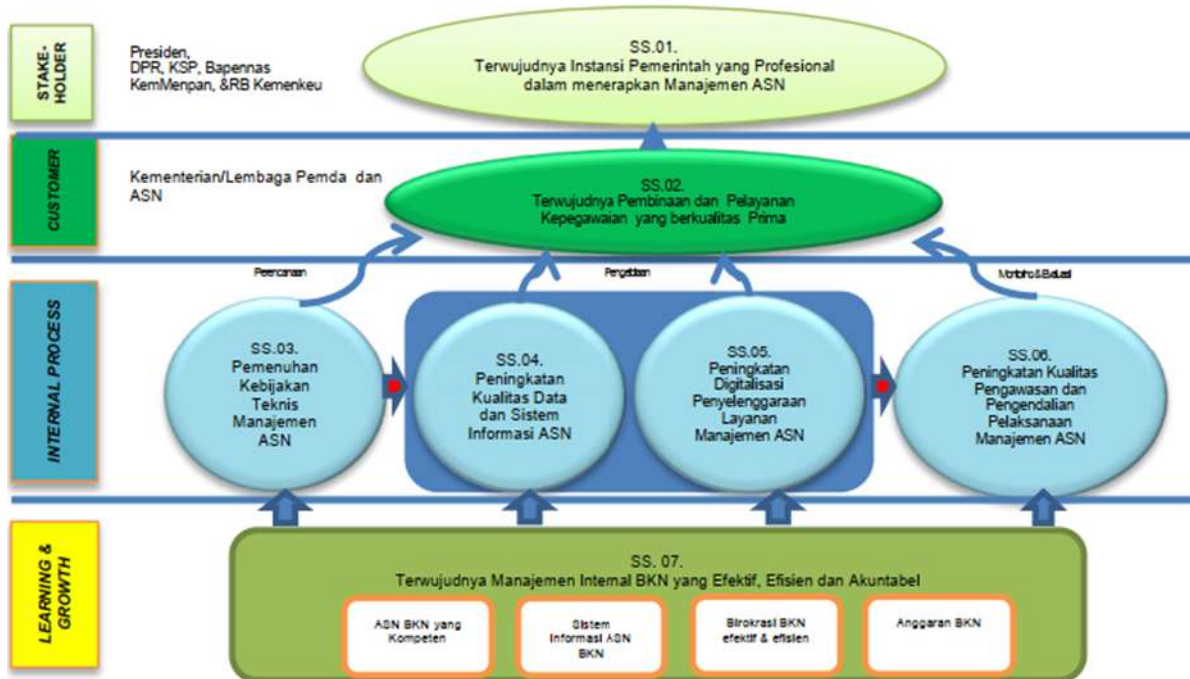 STAKE-
HOLDER
Presiden,
DPR, KSP, Bapennas
KemMenpan, &RB Kemenkeu
SS.01.
Terwujudnya Instansi Pemerintah yang Profesional
dalam menerapkan Manajemen ASN
CUSTOMER
Kementerian/Lembaga Pemda dan
ASN
SS.02.
Terwujudnya Pembinaan dan Pelayanan
Kepegawaian yang berkualitas Prima
INTERNAL PROCESS
SS.03.
Pemenuhan
Kebijakan
Teknis
Manajemen
ASN
SS.04.
Peningkatan
Kualitas Data
dan Sistem
Informasi ASN
SS.05.
Peningkatan
Digitalisasi
Penyelenggaraan
Layanan
Manajemen ASN
SS.06.
Peningkatan Kualitas
Pengawasan dan
Pengendalian
Pelaksanaan
Manajemen ASN
LEARNING &
GROWTH
SS. 07.
Terwujudnya Manajemen Internal BKN yang Efektif, Efisien dan Akuntabel
ASN BKN yang
Kompeten
Sistem
Informasi ASN
BKN
Birokrasi BKN
efektif & efisien
Anggaran BKN